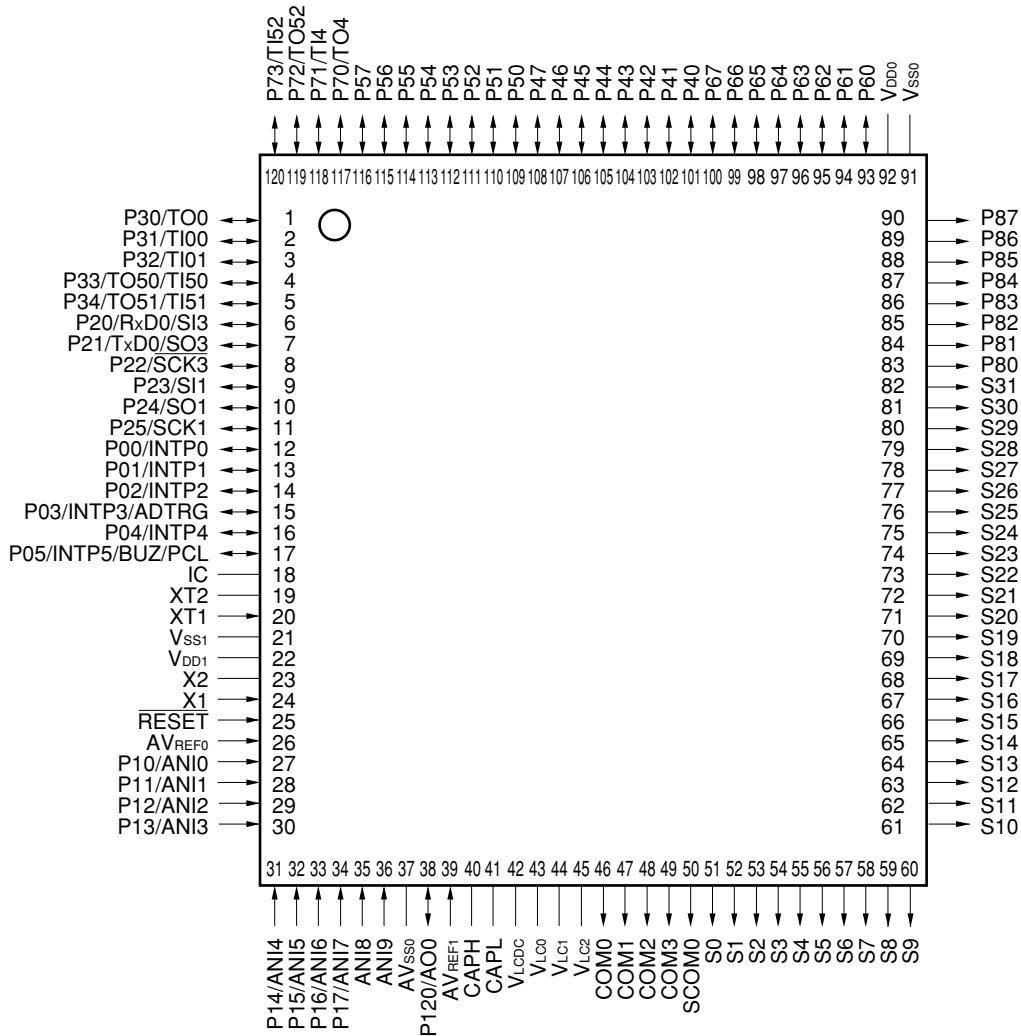 P73/TI52
P72/TO52
P71/TI4
P70/TO4
P57
P56
P55
P54
P53
P52
P51
P50
P47
P46
P45
P44
P43
P42
P41
P40
P67
P66
P65
P64
P63
P62
P61
P60
VDD0
VSS0
120 119 118 117 116 115 114 113 112 111 110 109 108 107 106 105 104 103 102 101 100 99 98 97 96 95 94 93 92 91
P30/TO0 1 90 P87
P31/TI00 2 89 P86
P32/TI01 3 88 P85
P33/TO50/TI50 4 87 P84
P34/TO51/TI51 5 86 P83
P20/RxD0/SI3 6 85 P82
P21/TxD0/SO3 7 84 P81
P22/SCK3 8 83 P80
P23/SI1 9 82 S31
P24/SO1 10 81 S30
P25/SCK1 11 80 S29
P00/INTP0 12 79 S28
P01/INTP1 13 78 S27
P02/INTP2 14 77 S26
P03/INTP3/ADTRG 15 76 S25
P04/INTP4 16 75 S24
P05/INTP5/BUZ/PCL 17 74 S23
IC 18 73 S22
XT2 19 72 S21
XT1 20 71 S20
VSS1 21 70 S19
VDD1 22 69 S18
X2 23 68 S17
X1 24 67 S16
RESET 25 66 S15
AVREF0 26 65 S14
P10/ANI0 27 64 S13
P11/ANI1 28 63 S12
P12/ANI2 29 62 S11
P13/ANI3 30 61 S10
31 32 33 34 35 36 37 38 39 40 41 42 43 44 45 46 47 48 49 50 51 52 53 54 55 56 57 58 59 60
P14/ANI4
P15/ANI5
P16/ANI6
P17/ANI7
ANI8
ANI9
AVSS0
P120/AO0
AVREF1
CAPH
CAPL
VLCDC
VLC0
VLC1
VLC2
COM0
COM1
COM2
COM3
SCOM0
S0
S1
S2
S3
S4
S5
S6
S7
S8
S9